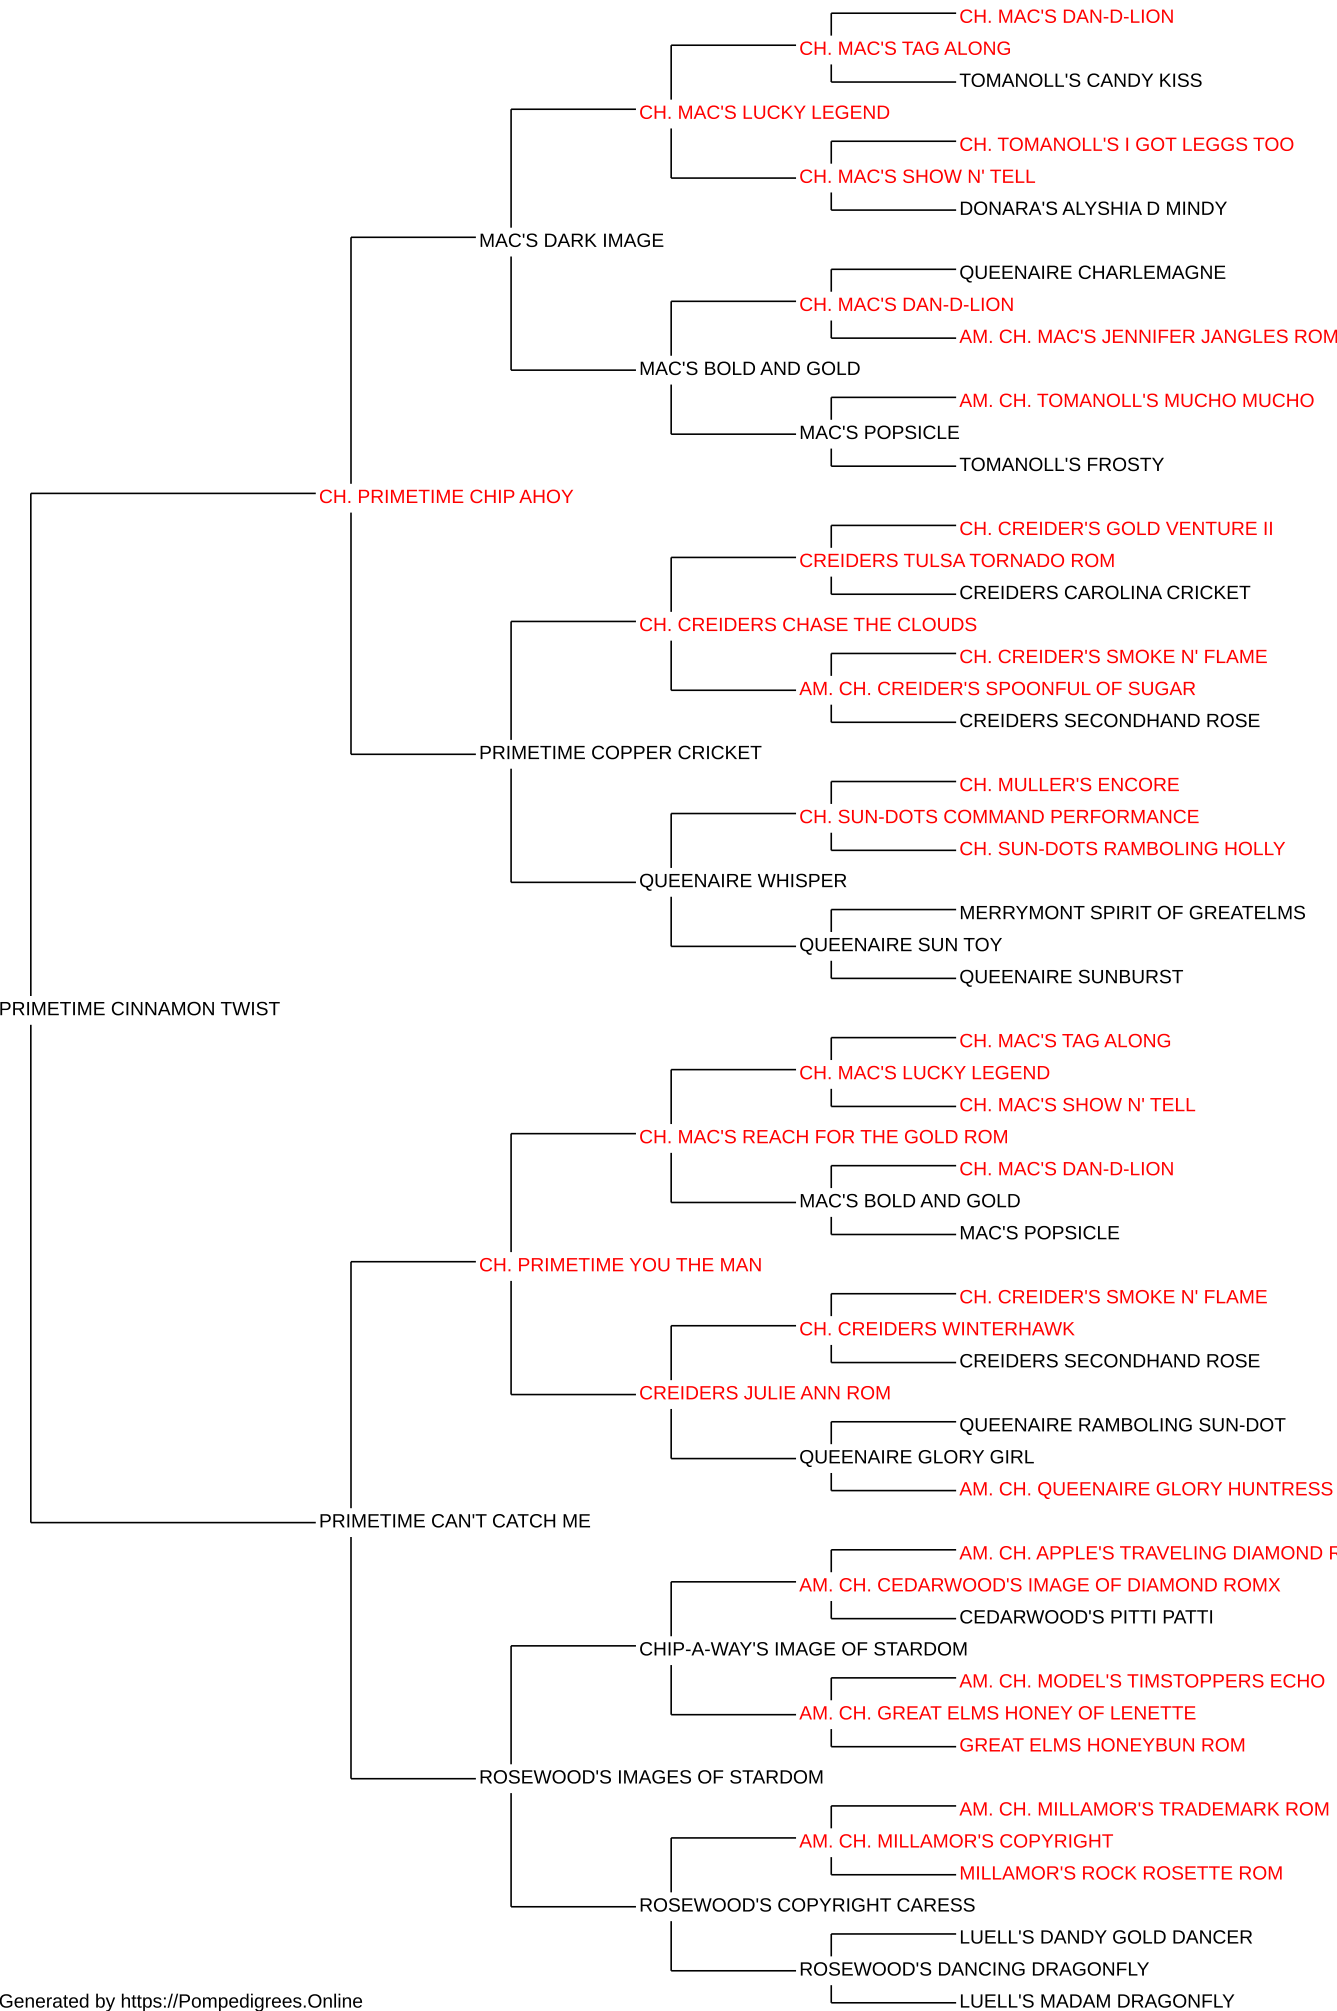 CH. MAC'S DAN-D-LION
CH. MAC'S TAG ALONG
TOMANOLL'S CANDY KISS
CH. MAC'S LUCKY LEGEND
CH. TOMANOLL'S I GOT LEGGS TOO
CH. MAC'S SHOW N' TELL
DONARA'S ALYSHIA D MINDY
MAC'S DARK IMAGE
QUEENAIRE CHARLEMAGNE
CH. MAC'S DAN-D-LION
AM. CH. MAC'S JENNIFER JANGLES ROM
MAC'S BOLD AND GOLD
AM. CH. TOMANOLL'S MUCHO MUCHO
MAC'S POPSICLE
TOMANOLL'S FROSTY
CH. PRIMETIME CHIP AHOY
CH. CREIDER'S GOLD VENTURE II
CREIDERS TULSA TORNADO ROM
CREIDERS CAROLINA CRICKET
CH. CREIDERS CHASE THE CLOUDS
CH. CREIDER'S SMOKE N' FLAME
AM. CH. CREIDER'S SPOONFUL OF SUGAR
CREIDERS SECONDHAND ROSE
PRIMETIME COPPER CRICKET
CH. MULLER'S ENCORE
CH. SUN-DOTS COMMAND PERFORMANCE
CH. SUN-DOTS RAMBOLING HOLLY
QUEENAIRE WHISPER
MERRYMONT SPIRIT OF GREATELMS
QUEENAIRE SUN TOY
QUEENAIRE SUNBURST
PRIMETIME CINNAMON TWIST
CH. MAC'S TAG ALONG
CH. MAC'S LUCKY LEGEND
CH. MAC'S SHOW N' TELL
CH. MAC'S REACH FOR THE GOLD ROM
CH. MAC'S DAN-D-LION
MAC'S BOLD AND GOLD
MAC'S POPSICLE
CH. PRIMETIME YOU THE MAN
CH. CREIDER'S SMOKE N' FLAME
CH. CREIDERS WINTERHAWK
CREIDERS SECONDHAND ROSE
CREIDERS JULIE ANN ROM
QUEENAIRE RAMBOLING SUN-DOT
QUEENAIRE GLORY GIRL
AM. CH. QUEENAIRE GLORY HUNTRESS
PRIMETIME CAN'T CATCH ME
AM. CH. APPLE'S TRAVELING DIAMOND
AM. CH. CEDARWOOD'S IMAGE OF DIAMOND ROMX
CEDARWOOD'S PITTI PATTI
CHIP-A-WAY'S IMAGE OF STARDOM
AM. CH. MODEL'S TIMSTOPPERS ECHO
AM. CH. GREAT ELMS HONEY OF LENETTE
GREAT ELMS HONEYBUN ROM
ROSEWOOD'S IMAGES OF STARDOM
AM. CH. MILLAMOR'S TRADEMARK ROM
AM. CH. MILLAMOR'S COPYRIGHT
MILLAMOR'S ROCK ROSETTE ROM
ROSEWOOD'S COPYRIGHT CARESS
LUELL'S DANDY GOLD DANCER
ROSEWOOD'S DANCING DRAGONFLY
LUELL'S MADAM DRAGONFLY
Generated by https://Pompedigrees.Online